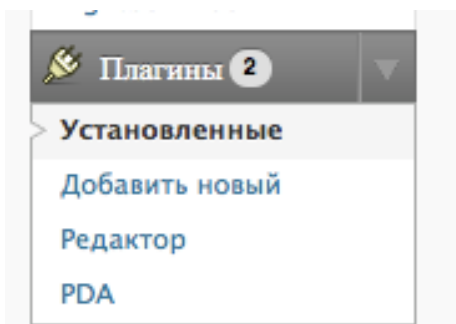 Плагины 2
Установленные
Добавить новый
Редактор
PDA